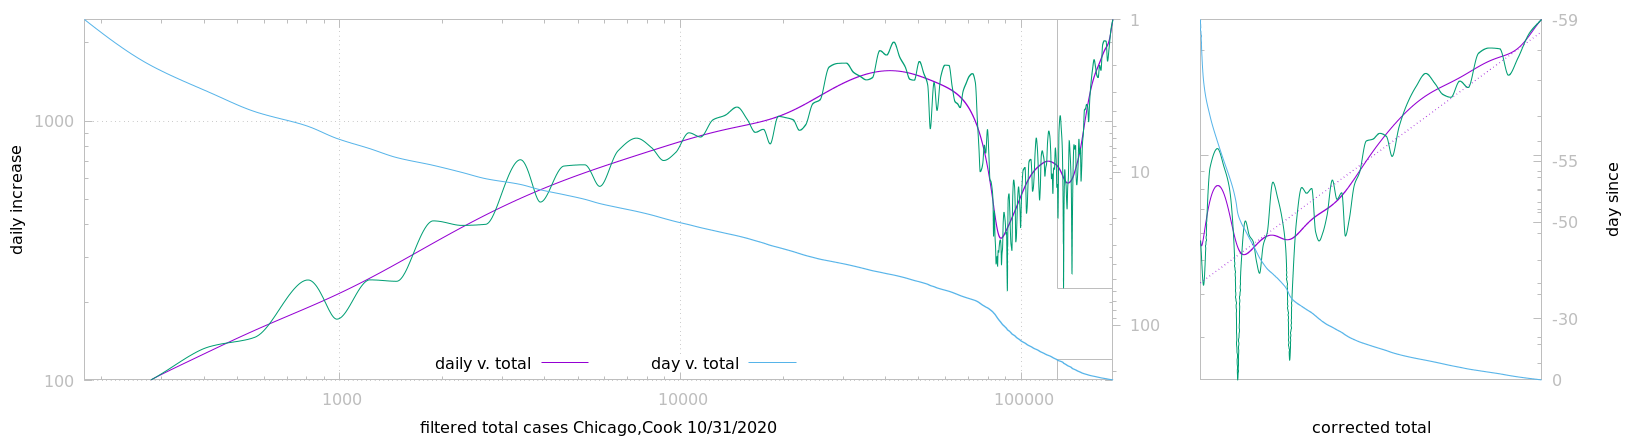 1
-59
1000
daily increase
10
-55
-50
day since
100
-30
daily v. total
day v. total
100
0
1000
10000
100000
filtered total cases Chicago,Cook 10/31/2020
corrected total